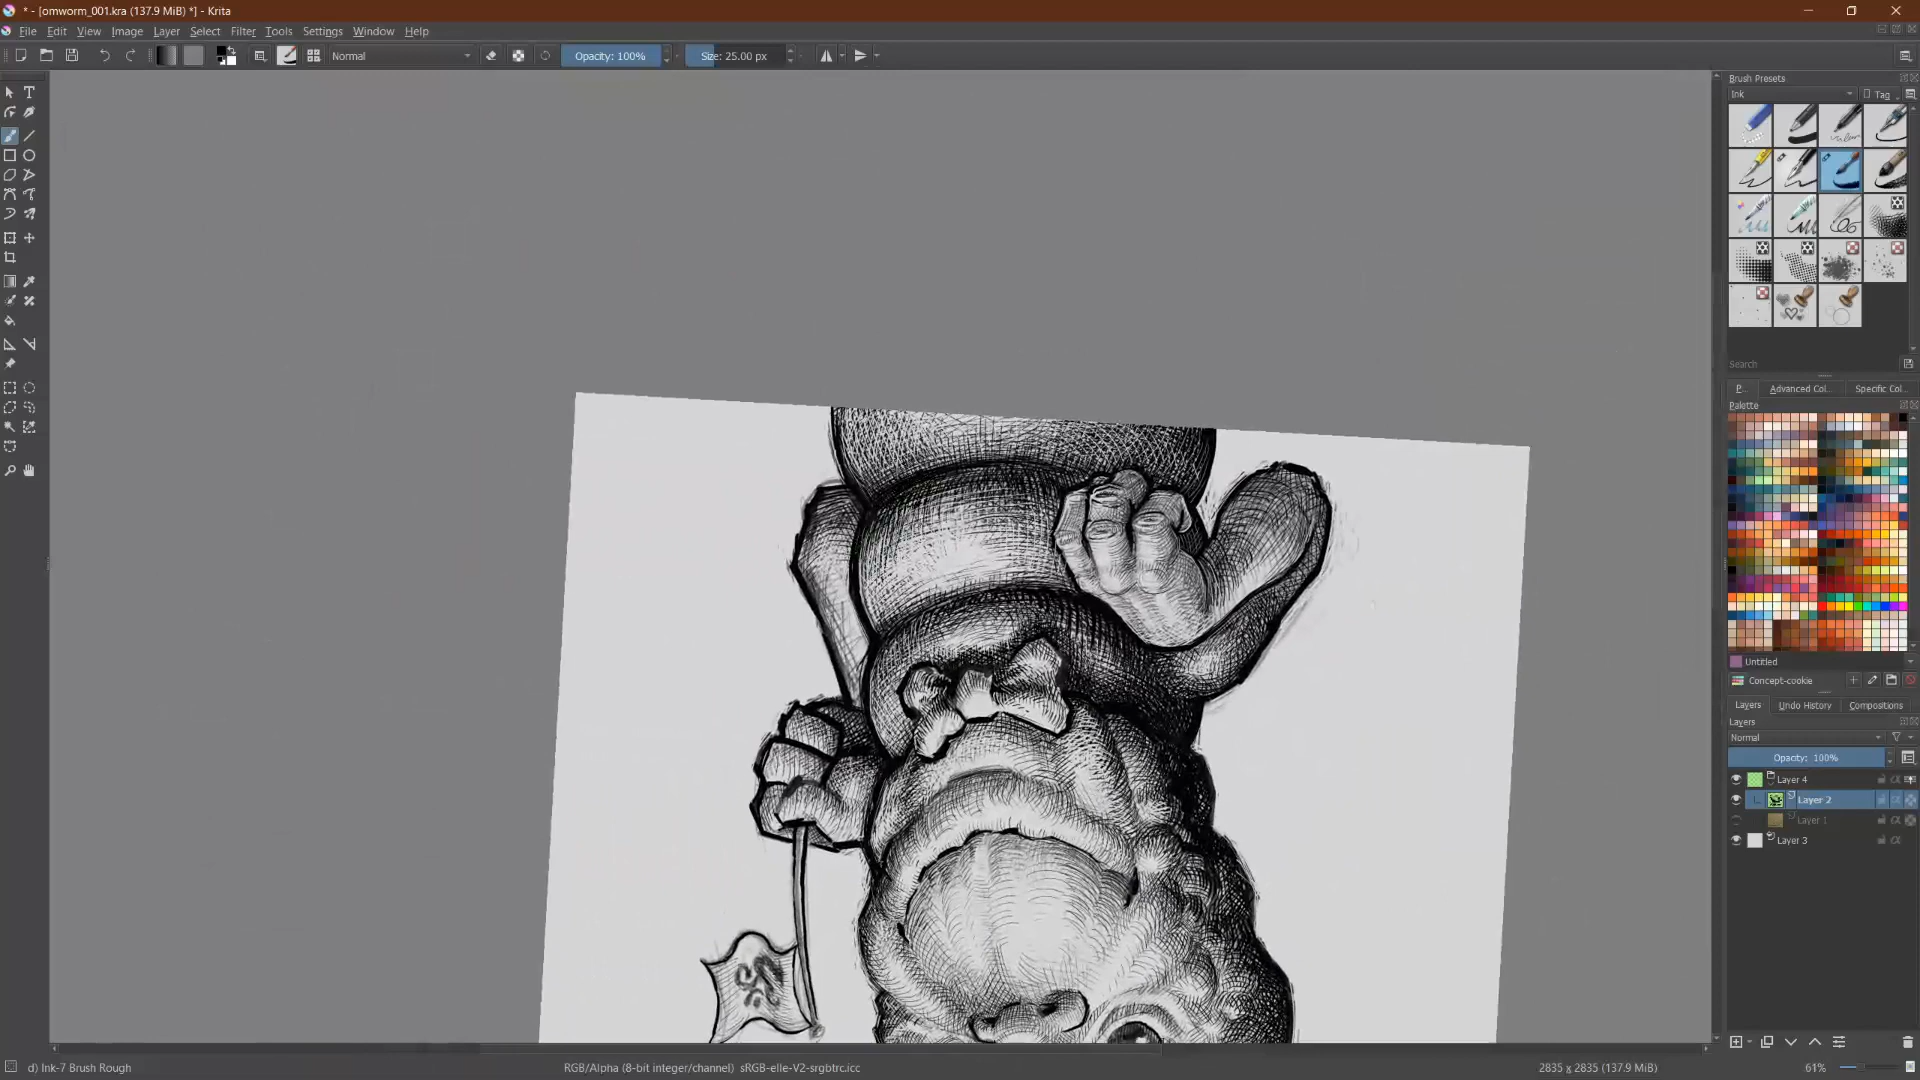 * - [omworm_001.kra (137.9 MiB) *] - Krita
File Edit View Image Layer Select Filter Tools Settings Window Help
Normal
Opacity: 100%
Size: 25.00 px
Brush Presets
Ink
Tag
Search
P...
Advanced Col...
Specific Col...
Palette
Untitled
Concept-cookie
Layers
Undo History
Compositions
Layers
Normal
Opacity: 100%
Layer 4
Layer 2
Layer 1
Layer 3
d) Ink-7 Brush Rough
RGB/Alpha (8-bit integer/channel) sRGB-elle-V2-srgbtrc.icc
2835 x 2835 (137.9 MiB)
61%